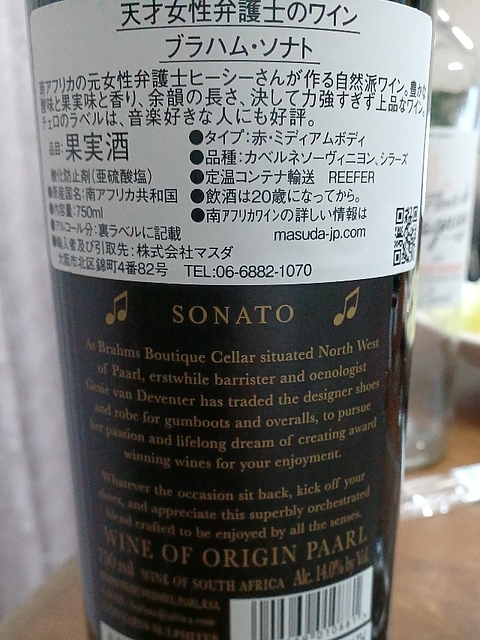 天才女性弁護士のワイン
ブラハム・ソナト
南アフリカの元女性弁護士ヒーシーさんが作る自然派ワイン。豊かな
酸味と果実味と香り、余韻の長さ、決して力強すぎず上品なワイン。
チェロのラベルは、音楽好きな人にも好評。
品目:果実酒
酸化防止剤(亜硫酸塩)
●原産国名:南アフリカ共和国
●内容量:750ml
●アルコール分:裏ラベルに記載
●輸入者及び引取先:株式会社マスダ
大阪市北区錦町4番82号 TEL:06-6882-1070
●タイプ:赤・ミディアムボディ
●品種:カベルネソーヴィニヨン、シラーズ
●定温コンテナ輸送 REEFER
●飲酒は20歳になってから。
●南アフリカワインの詳しい情報は
masuda-jp.com
SONATO
At Brahms Boutique Cellar situated North West
of Paarl, erstwhile barrister and oenologist
Gesie van Deventer has traded the designer shoes
and robe for gumboots and overalls, to pursue
her passion and lifelong dream of creating award
winning wines for your enjoyment.
Whatever the occasion sit back, kick off your
shoes, and appreciate this superbly orchestrated
blend crafted to be enjoyed by all the senses.
WINE OF ORIGIN PAARL
750 ml WINE OF SOUTH AFRICA Alc. 14.0% by Vol.